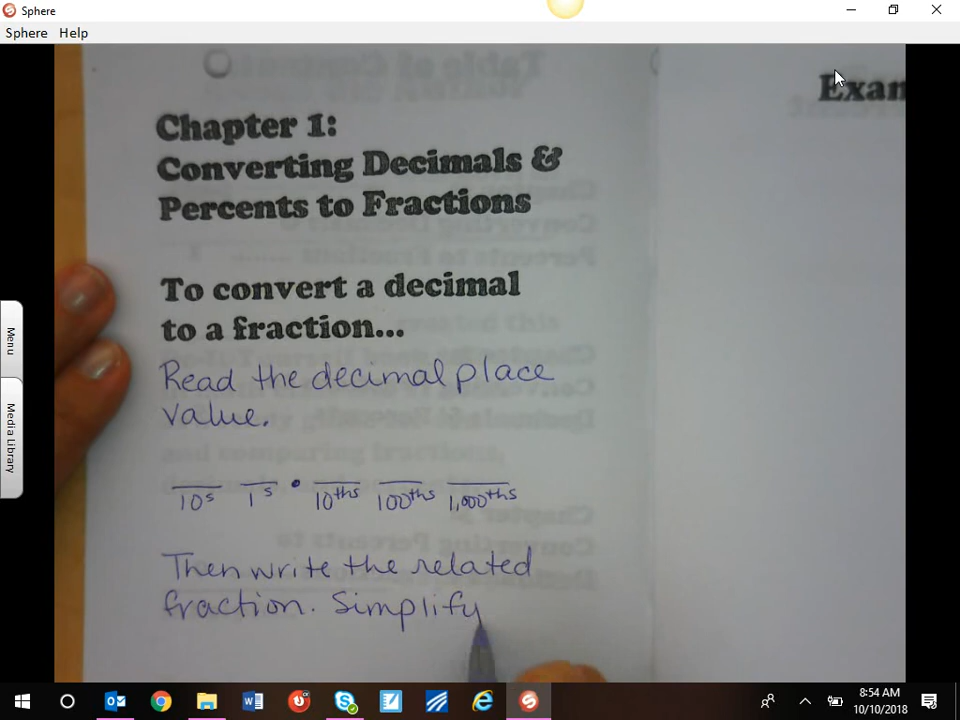 Sphere
Sphere Help
Exam
Chapter 1:
Converting Decimals &
Percents to Fractions
To convert a decimal
to a fraction...
Read the decimal place
value.
10s 1s . 10ths 100ths 1,000ths
Then write the related
fraction. Simplify
Menu
Media Library
8:54 AM
10/10/2018